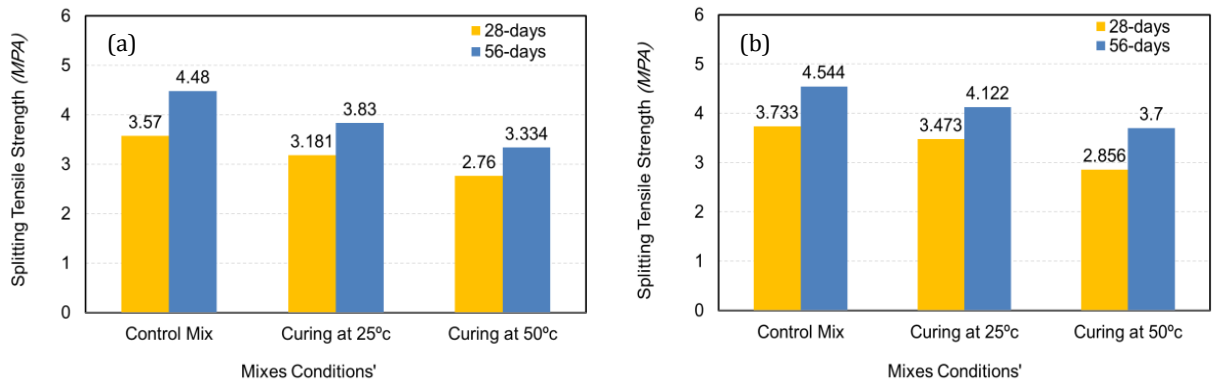 (a)
28-days
56-days
Splitting Tensile Strength (MPA)
6
5
4
3
2
1
0
3.57
4.48
3.181
3.83
2.76
3.334
Control Mix
Curing at 25ºc
Curing at 50ºc
Mixes Conditions'
(b)
28-days
56-days
Splitting Tensile Strength (MPA)
6
5
4
3
2
1
0
3.733
4.544
3.473
4.122
2.856
3.7
Control Mix
Curing at 25ºc
Curing at 50ºc
Mixes Conditions'